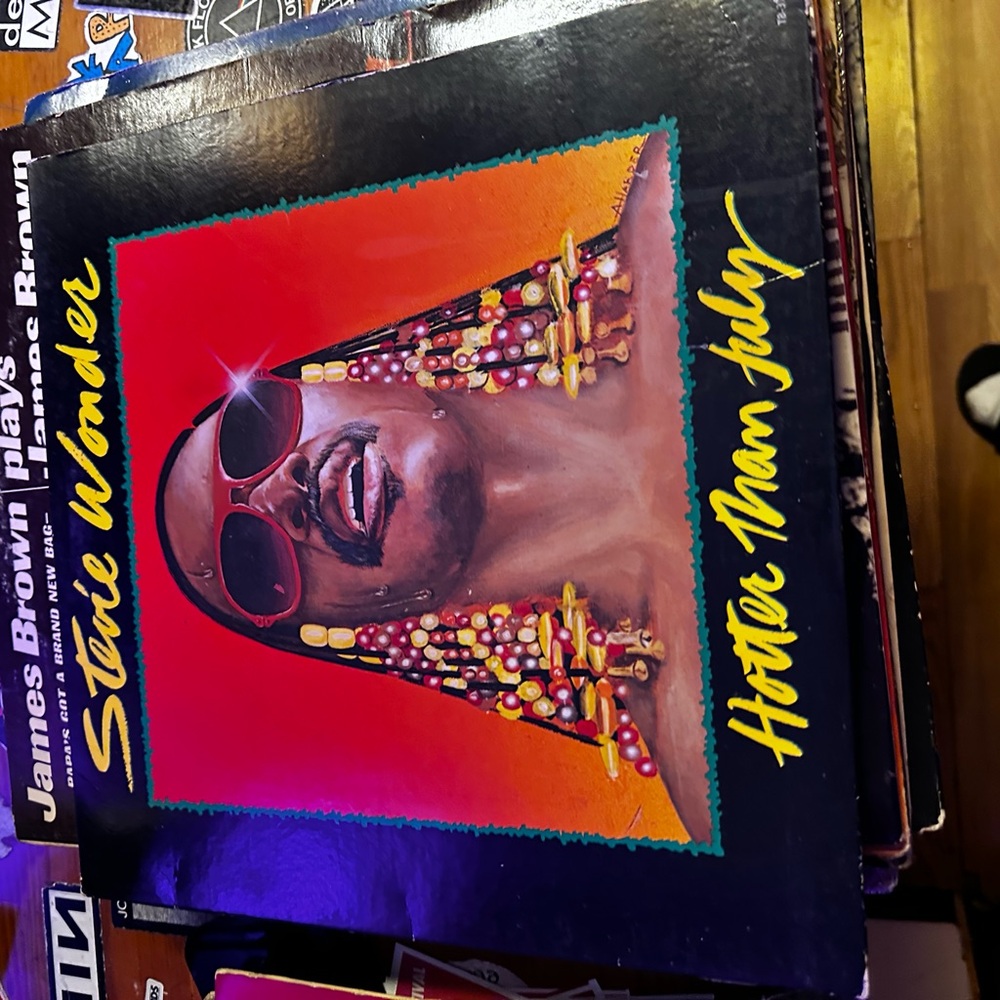 Stevie Wonder
Hotter Than July
James Brown plays
James Brown
PAPA'S GOT A BRAND NEW BAG